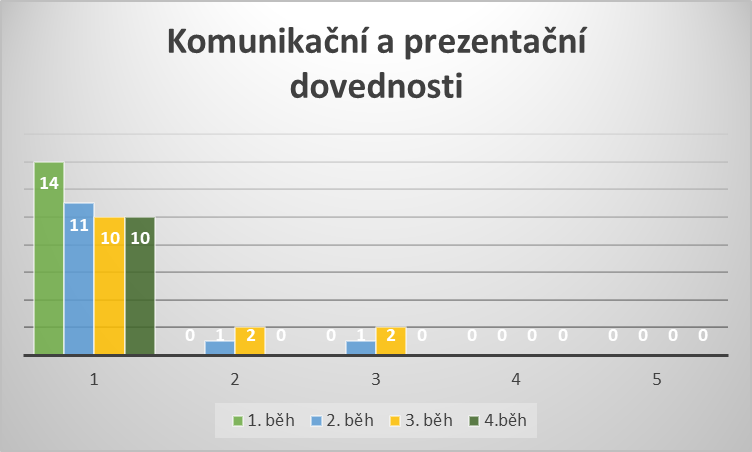 Komunikační a prezentační
dovednosti
14 11 10 10
0 1 2 0
0 1 2 0
0 0 0 0
0 0 0 0
1 2 3 4 5
1. běh 2. běh 3. běh 4.běh